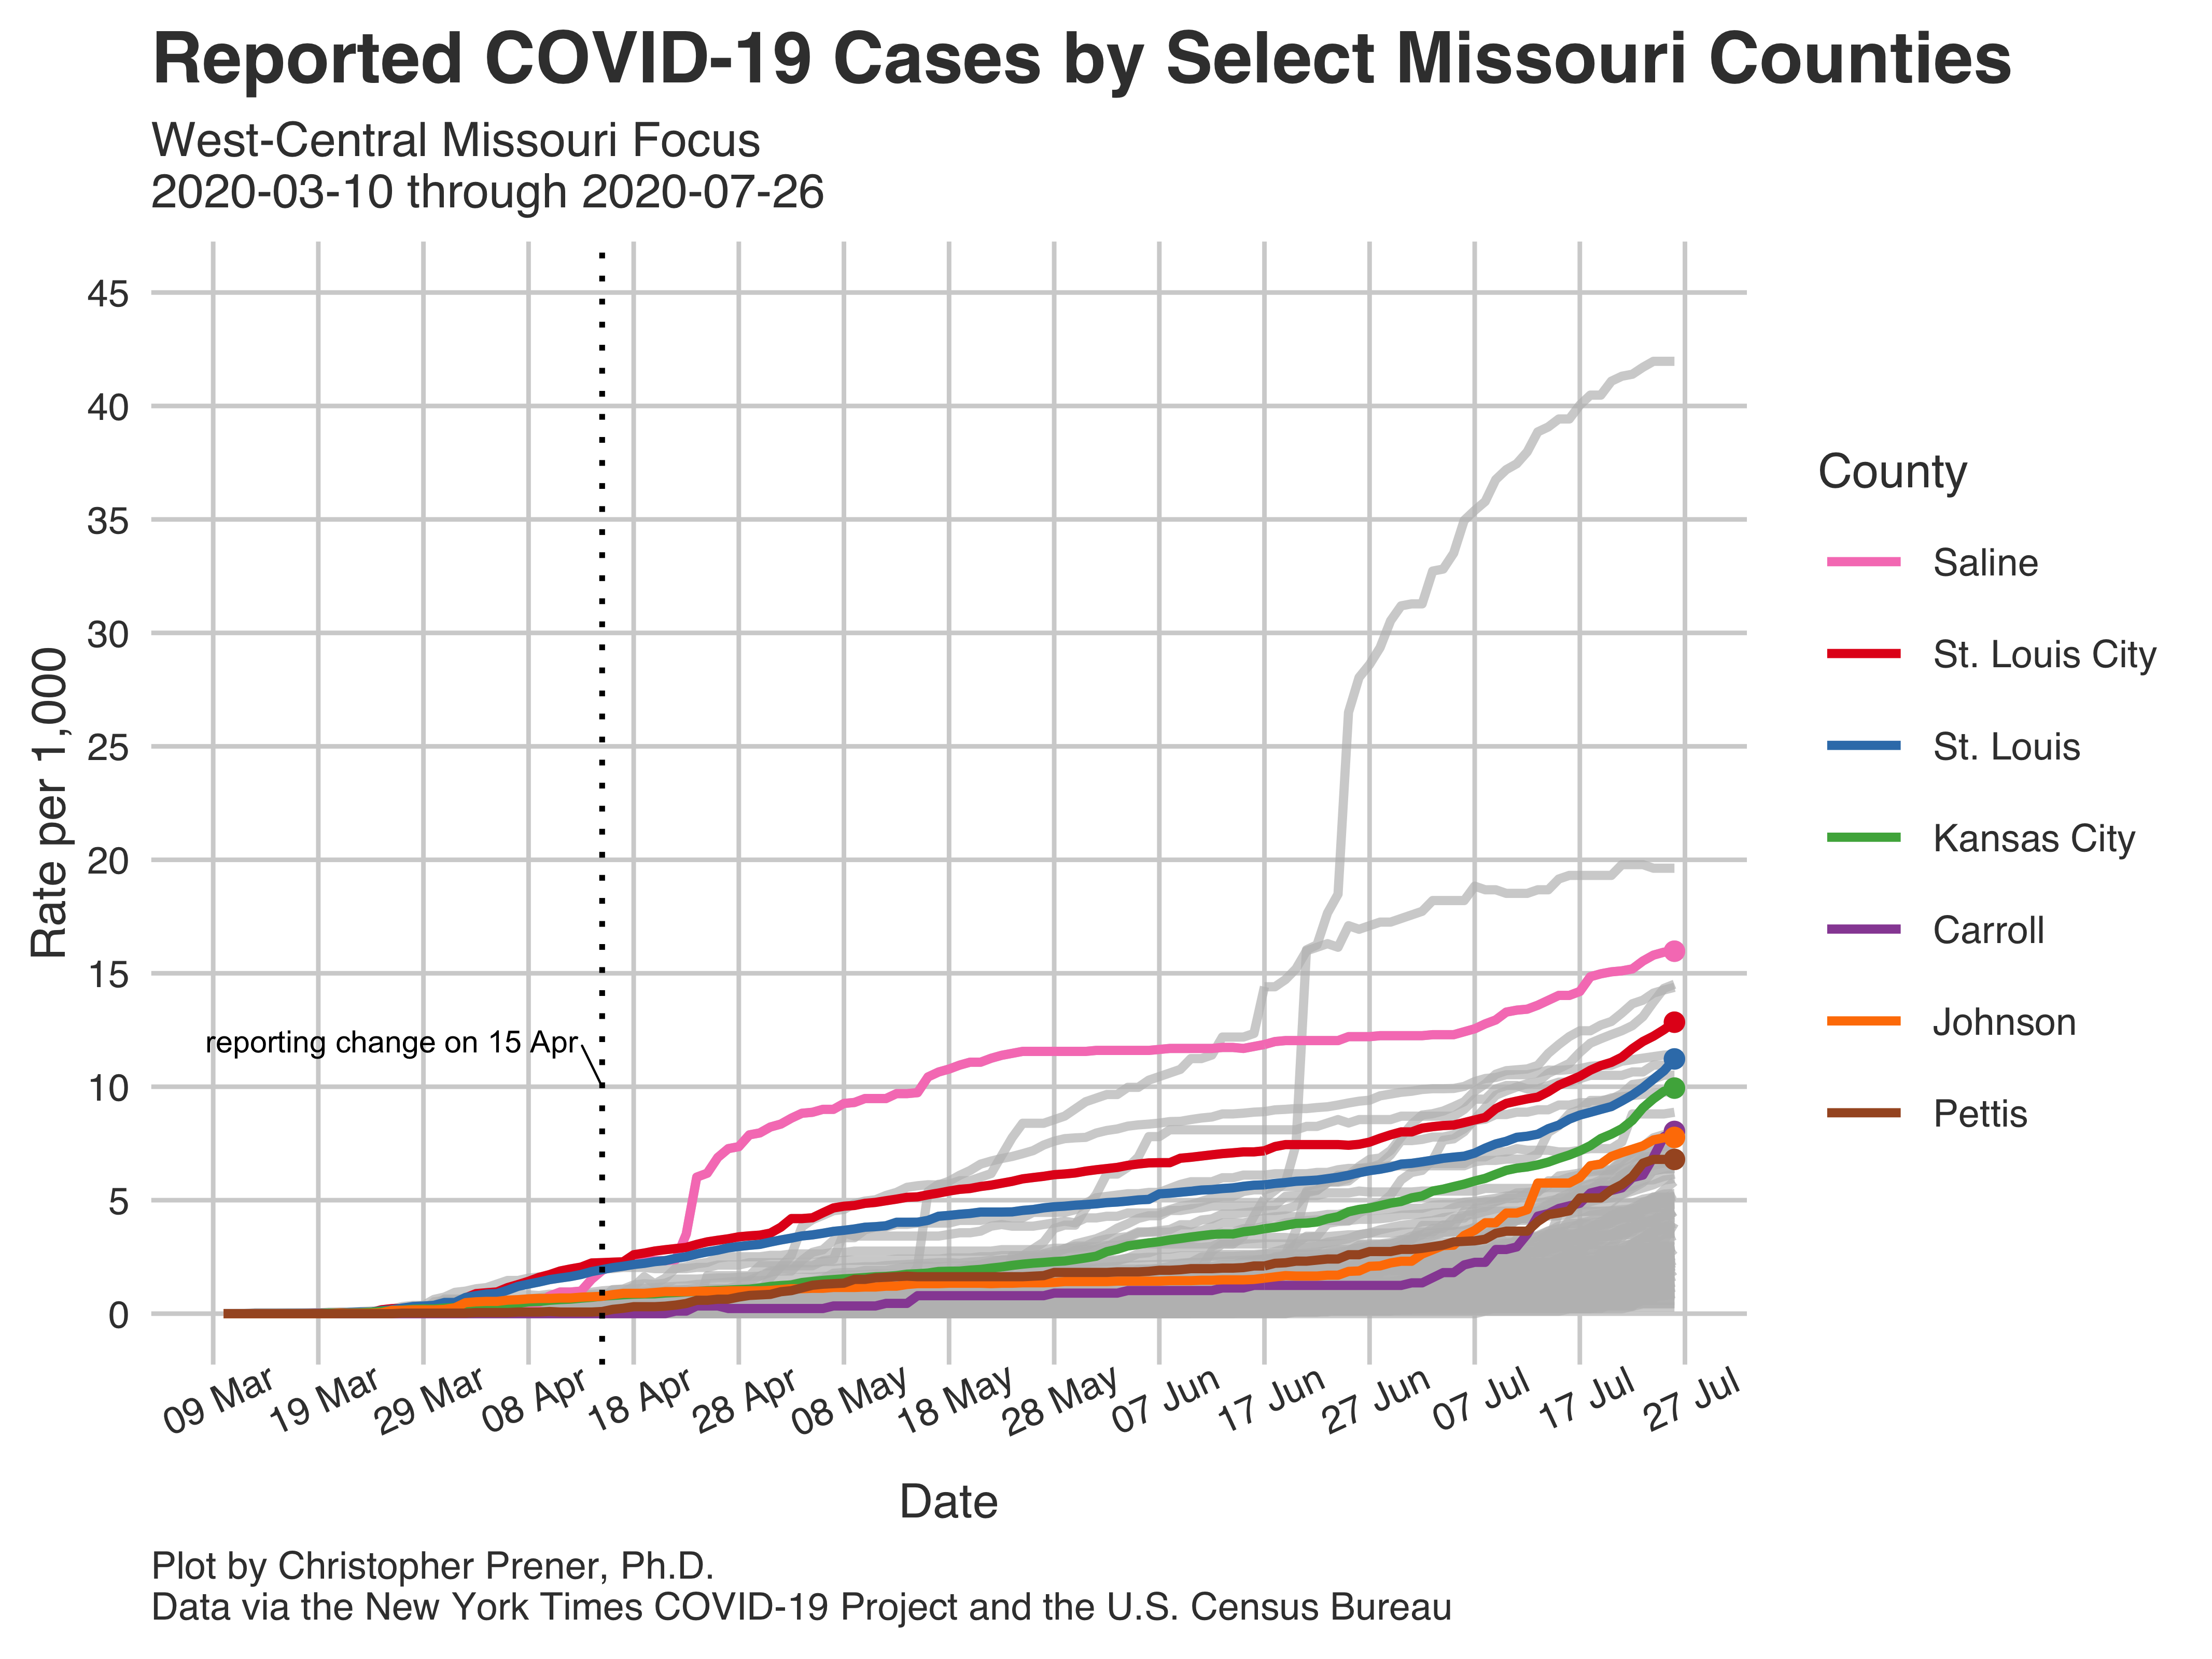 Reported COVID-19 Cases by Select Missouri Counties
West-Central Missouri Focus
2020-03-10 through 2020-07-26
Rate per 1,000
45
40
35
30
25
20
15
10
5
0
reporting change on 15 Apr
09 Mar
19 Mar
29 Mar
08 Apr
18 Apr
28 Apr
08 May
18 May
28 May
07 Jun
17 Jun
27 Jun
07 Jul
17 Jul
27 Jul
Date
County
Saline
St. Louis City
St. Louis
Kansas City
Carroll
Johnson
Pettis
Plot by Christopher Prener, Ph.D.
Data via the New York Times COVID-19 Project and the U.S. Census Bureau